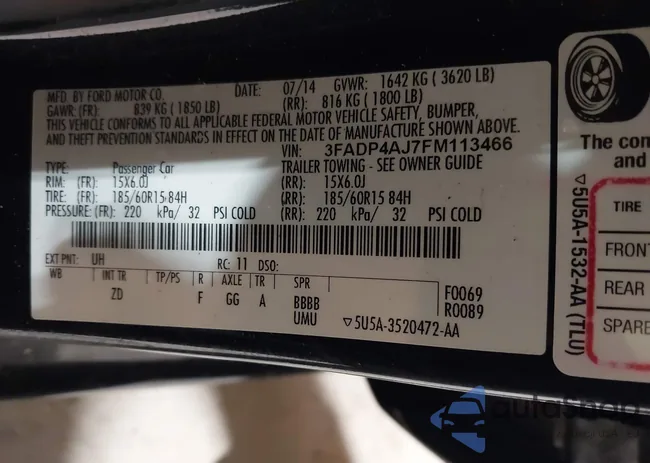 MFD. BY FORD MOTOR CO. DATE: 07/14 GVWR: 1642 KG ( 3620 LB)
GAWR: (FR): 839 KG ( 1850 LB) (RR): 816 KG ( 1800 LB)
THIS VEHICLE CONFORMS TO ALL APPLICABLE FEDERAL MOTOR VEHICLE SAFETY, BUMPER,
AND THEFT PREVENTION STANDARDS IN EFFECT ON THE DATE OF MANUFACTURE SHOWN ABOVE.
VIN: 3FADP4AJ7FM113466
TYPE: Passenger Car TRAILER TOWING - SEE OWNER GUIDE
RIM: (FR): 15X6.0J (RR): 15X6.0J
TIRE: (FR): 185/60R15 84H (RR): 185/60R15 84H
PRESSURE: (FR): 220 kPa/ 32 PSI COLD (RR): 220 kPa/ 32 PSI COLD
EXT PNT: UH RC: 11 DSO:
WB INT TR TP/PS R AXLE TR SPR
ZD F GG A BBBB F0069
UMU R0089
▽5U5A-3520472-AA
The com
and
▽5U5A-1532-AA (TLU)
TIRE
FRONT
REAR
SPARE